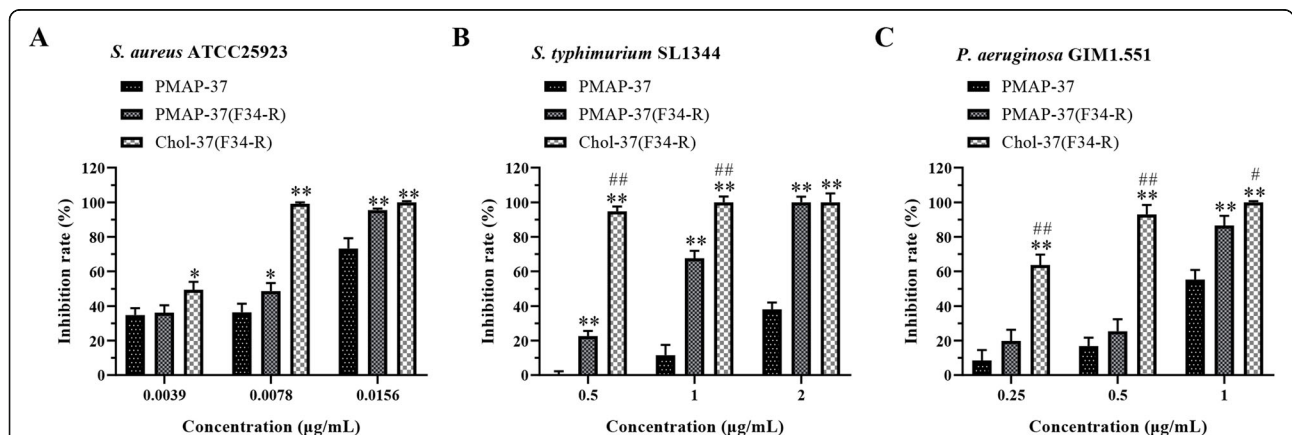 A
S. aureus ATCC25923
PMAP-37
PMAP-37(F34-R)
Chol-37(F34-R)
Inhibition rate (%)
120
100
80
60
40
20
0
*
*
**
**
**
0.0039
0.0078
0.0156
Concentration (µg/mL)
B
S. typhimurium SL1344
PMAP-37
PMAP-37(F34-R)
Chol-37(F34-R)
Inhibition rate (%)
120
100
80
60
40
20
0
**
##
**
**
##
**
**
**
0.5
1
2
Concentration (µg/mL)
C
P. aeruginosa GIM1.551
PMAP-37
PMAP-37(F34-R)
Chol-37(F34-R)
Inhibition rate (%)
120
100
80
60
40
20
0
##
**
##
**
**
#
**
0.25
0.5
1
Concentration (µg/mL)